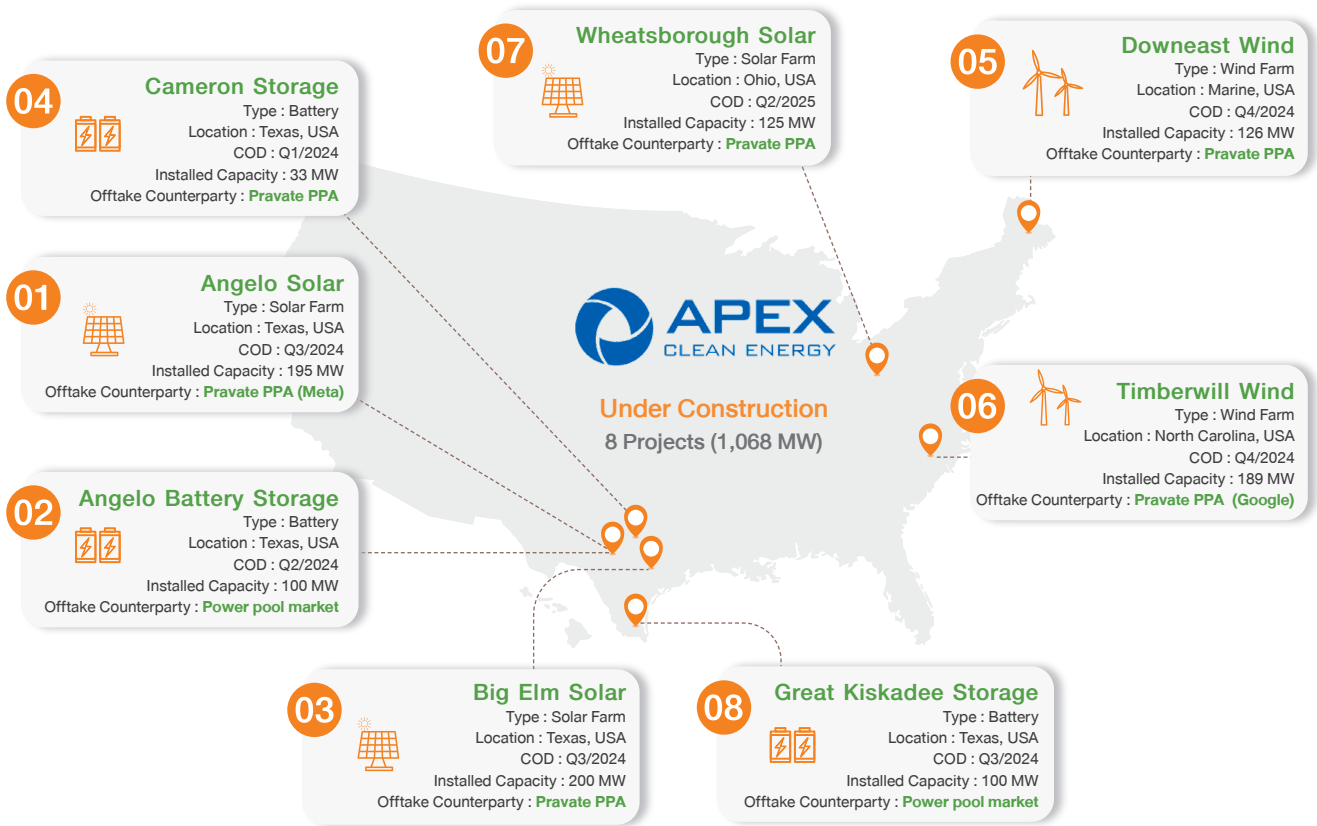 04
Cameron Storage
Type : Battery
Location : Texas, USA
COD : Q1/2024
Installed Capacity : 33 MW
Offtake Counterparty : Pravate PPA
07
Wheatsborough Solar
Type : Solar Farm
Location : Ohio, USA
COD : Q2/2025
Installed Capacity : 125 MW
Offtake Counterparty : Pravate PPA
05
Downeast Wind
Type : Wind Farm
Location : Marine, USA
COD : Q4/2024
Installed Capacity : 126 MW
Offtake Counterparty : Pravate PPA
01
Angelo Solar
Type : Solar Farm
Location : Texas, USA
COD : Q3/2024
Installed Capacity : 195 MW
Offtake Counterparty : Pravate PPA (Meta)
APEX
CLEAN ENERGY
Under Construction
8 Projects (1,068 MW)
06
Timberwill Wind
Type : Wind Farm
Location : North Carolina, USA
COD : Q4/2024
Installed Capacity : 189 MW
Offtake Counterparty : Pravate PPA (Google)
02
Angelo Battery Storage
Type : Battery
Location : Texas, USA
COD : Q2/2024
Installed Capacity : 100 MW
Offtake Counterparty : Power pool market
03
Big Elm Solar
Type : Solar Farm
Location : Texas, USA
COD : Q3/2024
Installed Capacity : 200 MW
Offtake Counterparty : Pravate PPA
08
Great Kiskadee Storage
Type : Battery
Location : Texas, USA
COD : Q3/2024
Installed Capacity : 100 MW
Offtake Counterparty : Power pool market